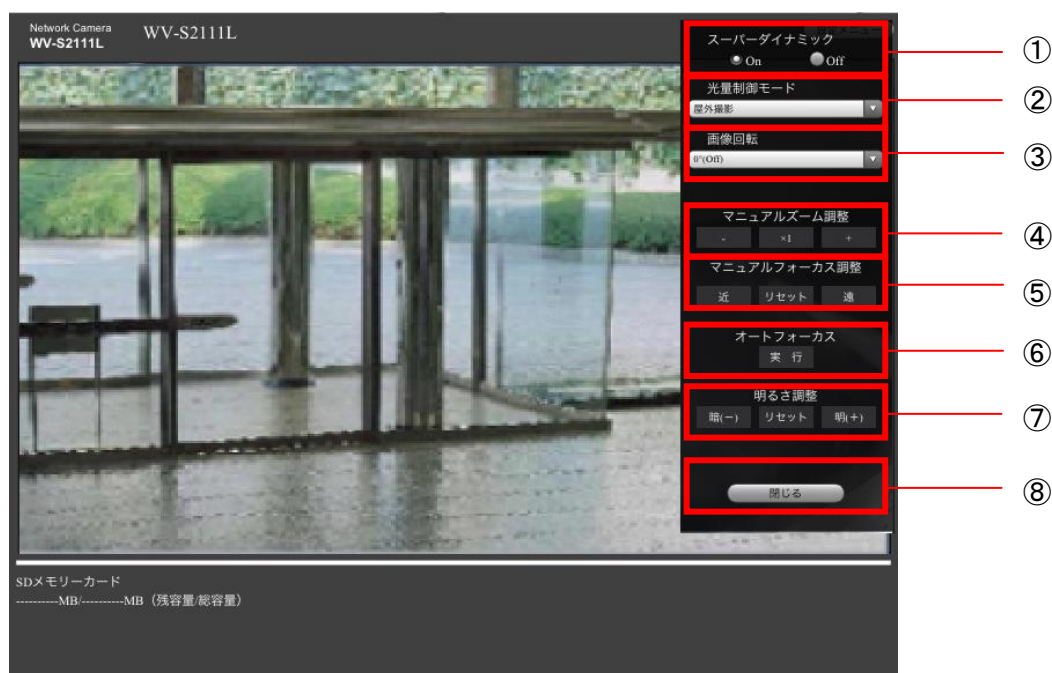 Network Camera
WV-S2111L
WV-S2111L
スーパーダイナミック
On Off
①
光量制御モード
屋外撮影
②
画像回転
0°(Off)
③
マニュアルズーム調整
- ×1 +
④
マニュアルフォーカス調整
近 リセット 遠
⑤
オートフォーカス
実 行
⑥
明るさ調整
暗(−) リセット 明(+)
⑦
閉じる
⑧
SDメモリーカード
----------MB/----------MB（残容量/総容量）